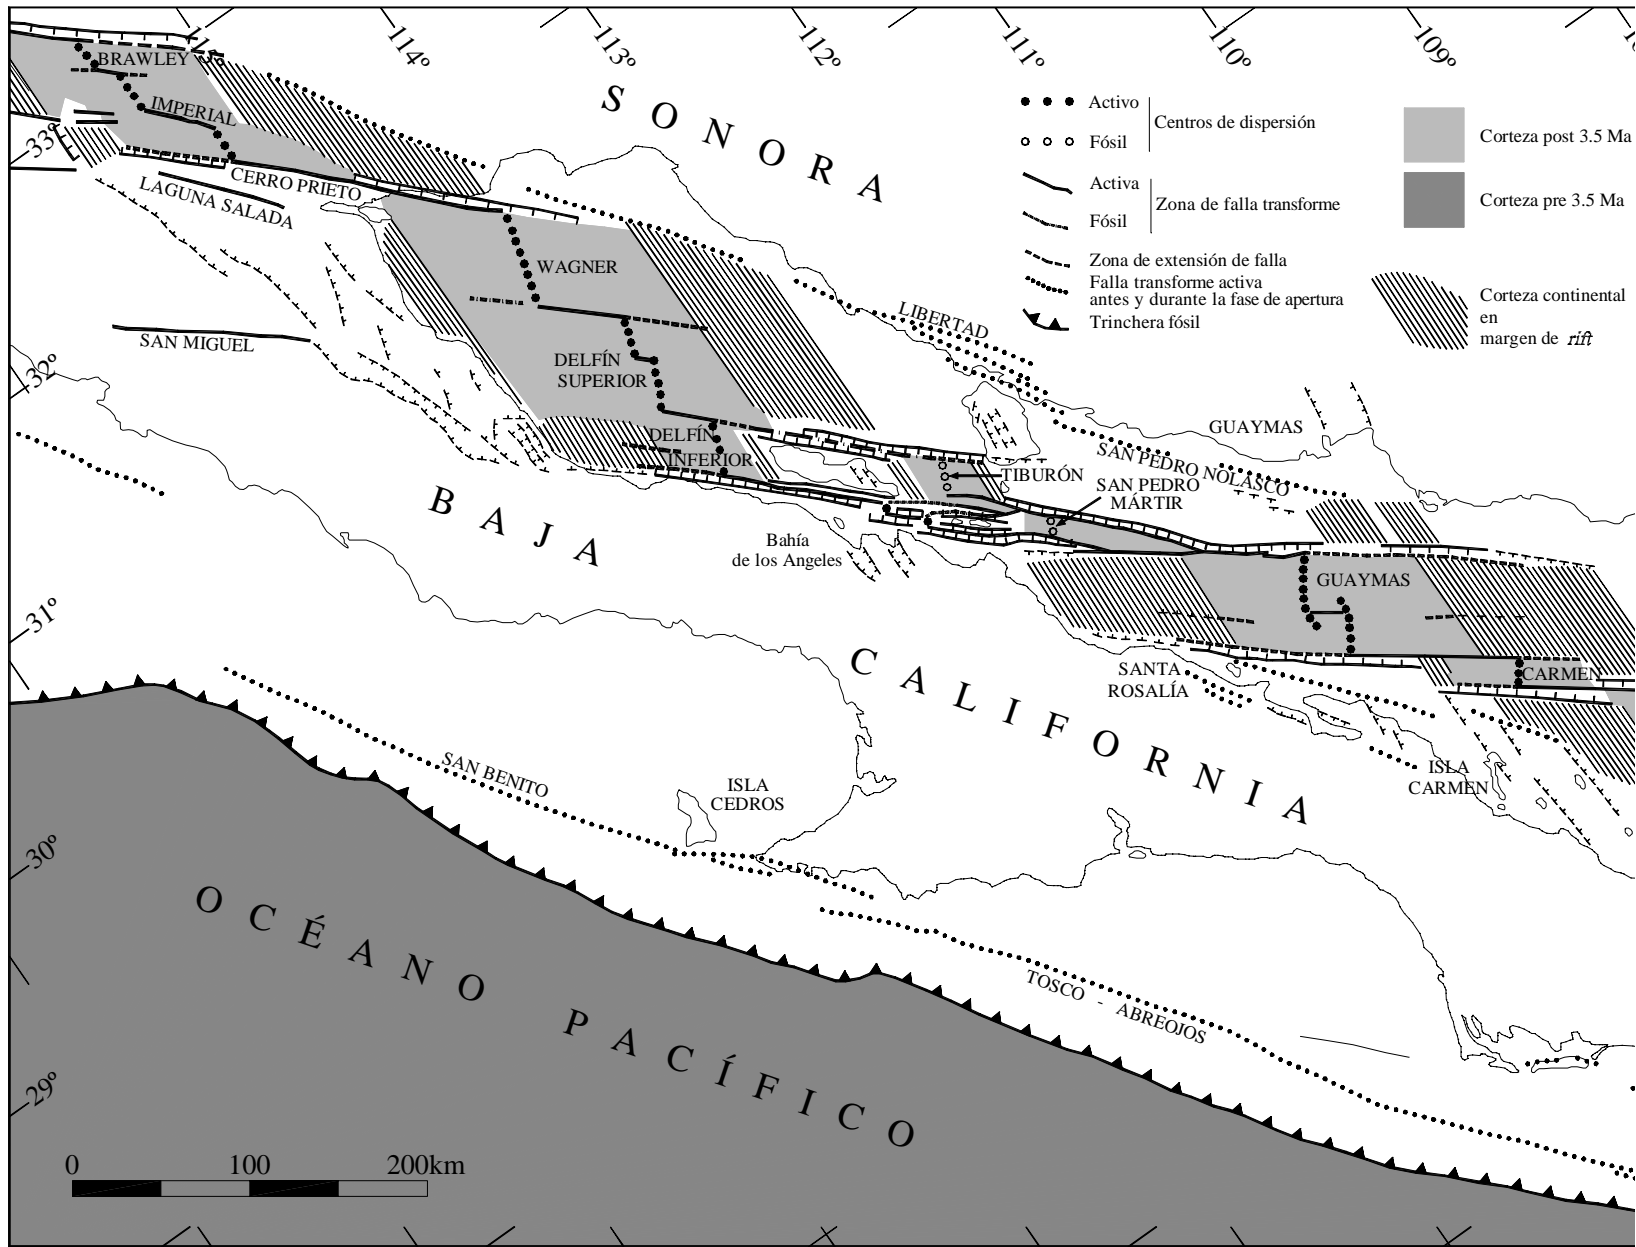 114º
113º
112º
111º
110º
109º
33º
32º
31º
30º
29º
BRAWLEY
IMPERIAL
CERRO PRIETO
LAGUNA SALADA
SAN MIGUEL
SONORA
WAGNER
DELFÍN
SUPERIOR
DELFÍN
INFERIOR
LIBERTAD
TIBURÓN
SAN PEDRO
MÁRTIR
SAN PEDRO NOLASCO
GUAYMAS
GUAYMAS
CARMEN
Bahía
de los Angeles
SANTA
ROSALÍA
ISLA
CARMEN
BAJA
CALIFORNIA
SAN BENITO
ISLA
CEDROS
TOSCO - ABREOJOS
OCÉANO PACÍFICO
0 100 200km
Activo
Fósil
Centros de dispersión
Activa
Fósil
Zona de falla transforme
Zona de extensión de falla
Falla transforme activa
antes y durante la fase de apertura
Trinchera fósil
Corteza post 3.5 Ma
Corteza pre 3.5 Ma
Corteza continental
en
margen de rift